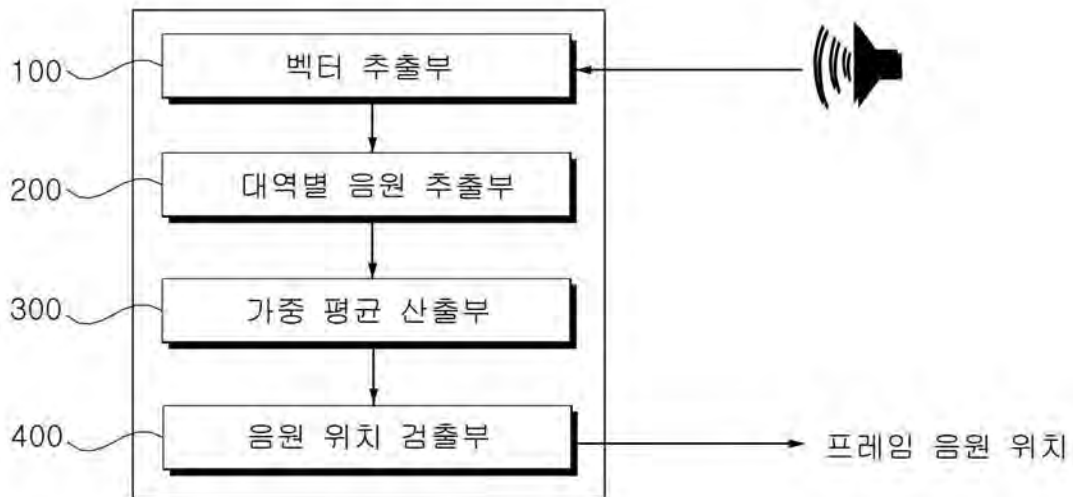 100 벡터 추출부
200 대역별 음원 추출부
300 가중 평균 산출부
400 음원 위치 검출부
프레임 음원 위치